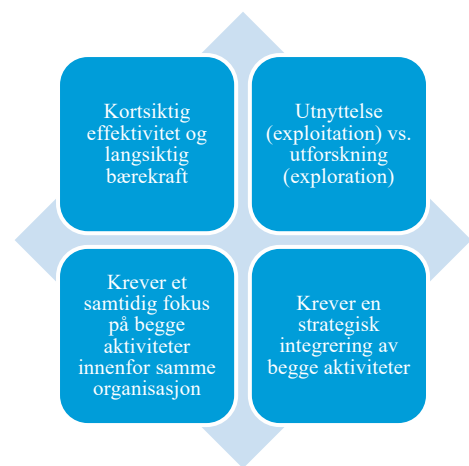 Kortsiktig
effektivitet og
langsiktig
bærekraft
Utnyttelse
(exploitation) vs.
utforskning
(exploration)
Krever et
samtidig fokus
på begge
aktiviteter
innenfor samme
organisasjon
Krever en
strategisk
integrering av
begge aktiviteter